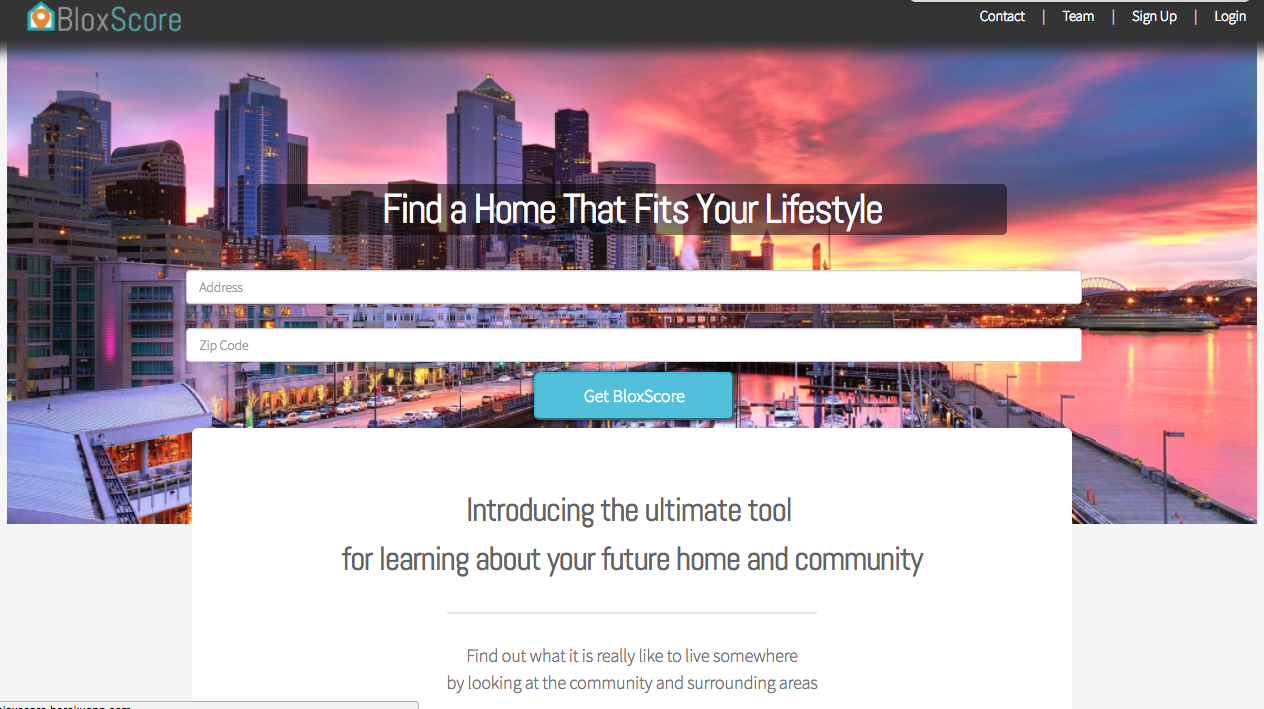 BloxScore
Contact | Team | Sign Up | Login
Find a Home That Fits Your Lifestyle
Address
Zip Code
Get BloxScore
Introducing the ultimate tool
for learning about your future home and community
Find out what it is really like to live somewhere
by looking at the community and surrounding areas